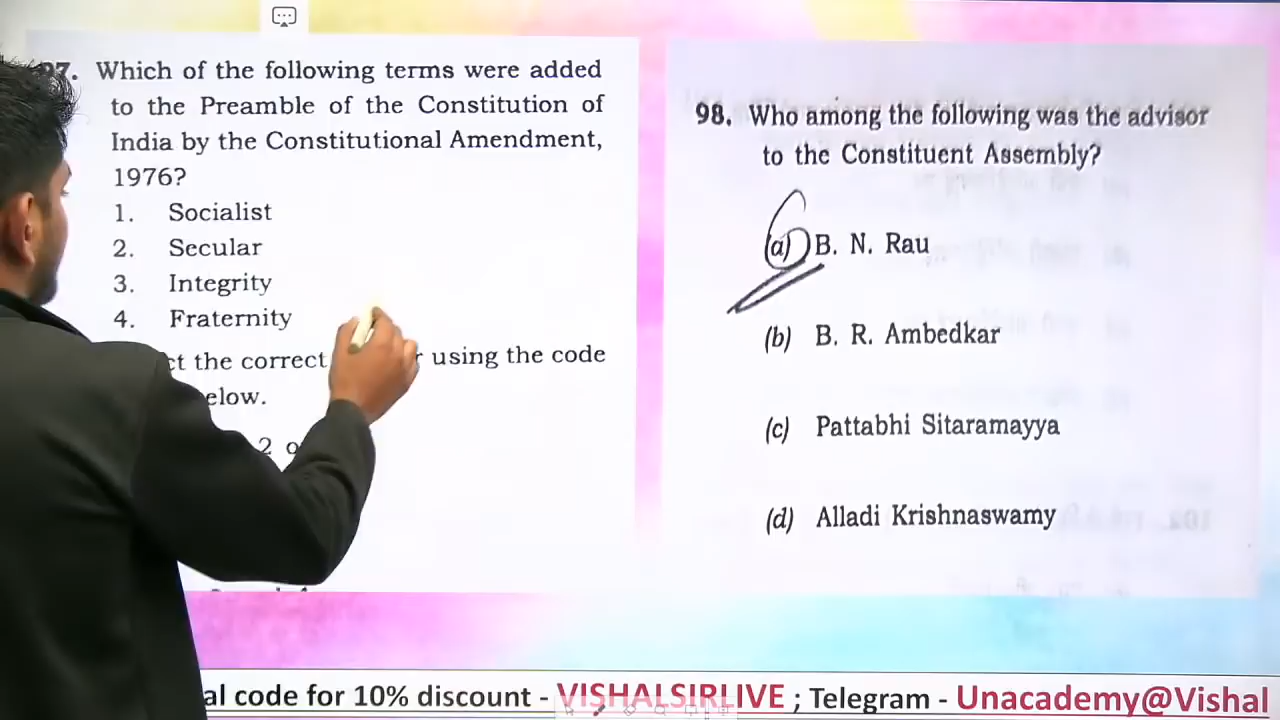 97. Which of the following terms were added
to the Preamble of the Constitution of
India by the Constitutional Amendment,
1976?
1. Socialist
2. Secular
3. Integrity
4. Fraternity
the correct using the code
2
98. Who among the following was the advisor
to the Constituent Assembly?
(a) B. N. Rau
(b) B. R. Ambedkar
(c) Pattabhi Sitaramayya
(d) Alladi Krishnaswamy
code for 10% discount - VISHALSIRLIVE ; Telegram - Unacademy@Vishal